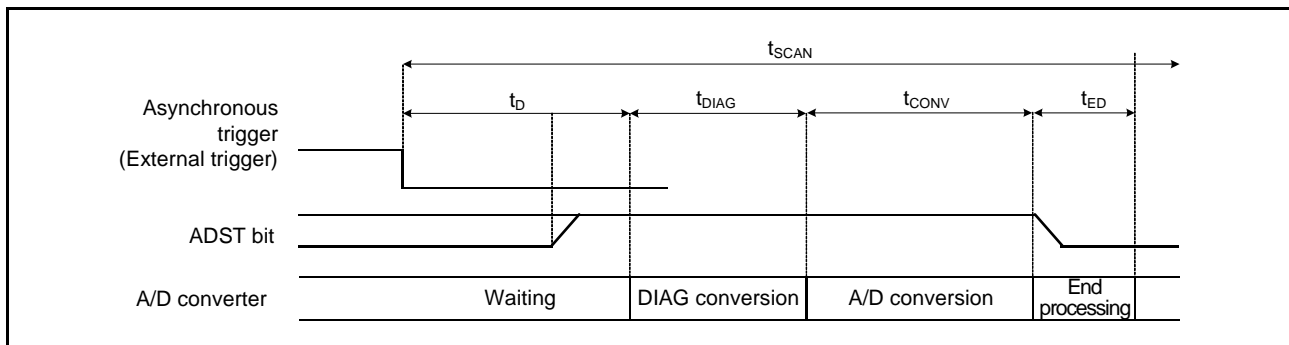 tSCAN
tD
tDIAG
tCONV
tED
Asynchronous
trigger
(External trigger)
ADST bit
A/D converter
Waiting
DIAG conversion
A/D conversion
End
processing